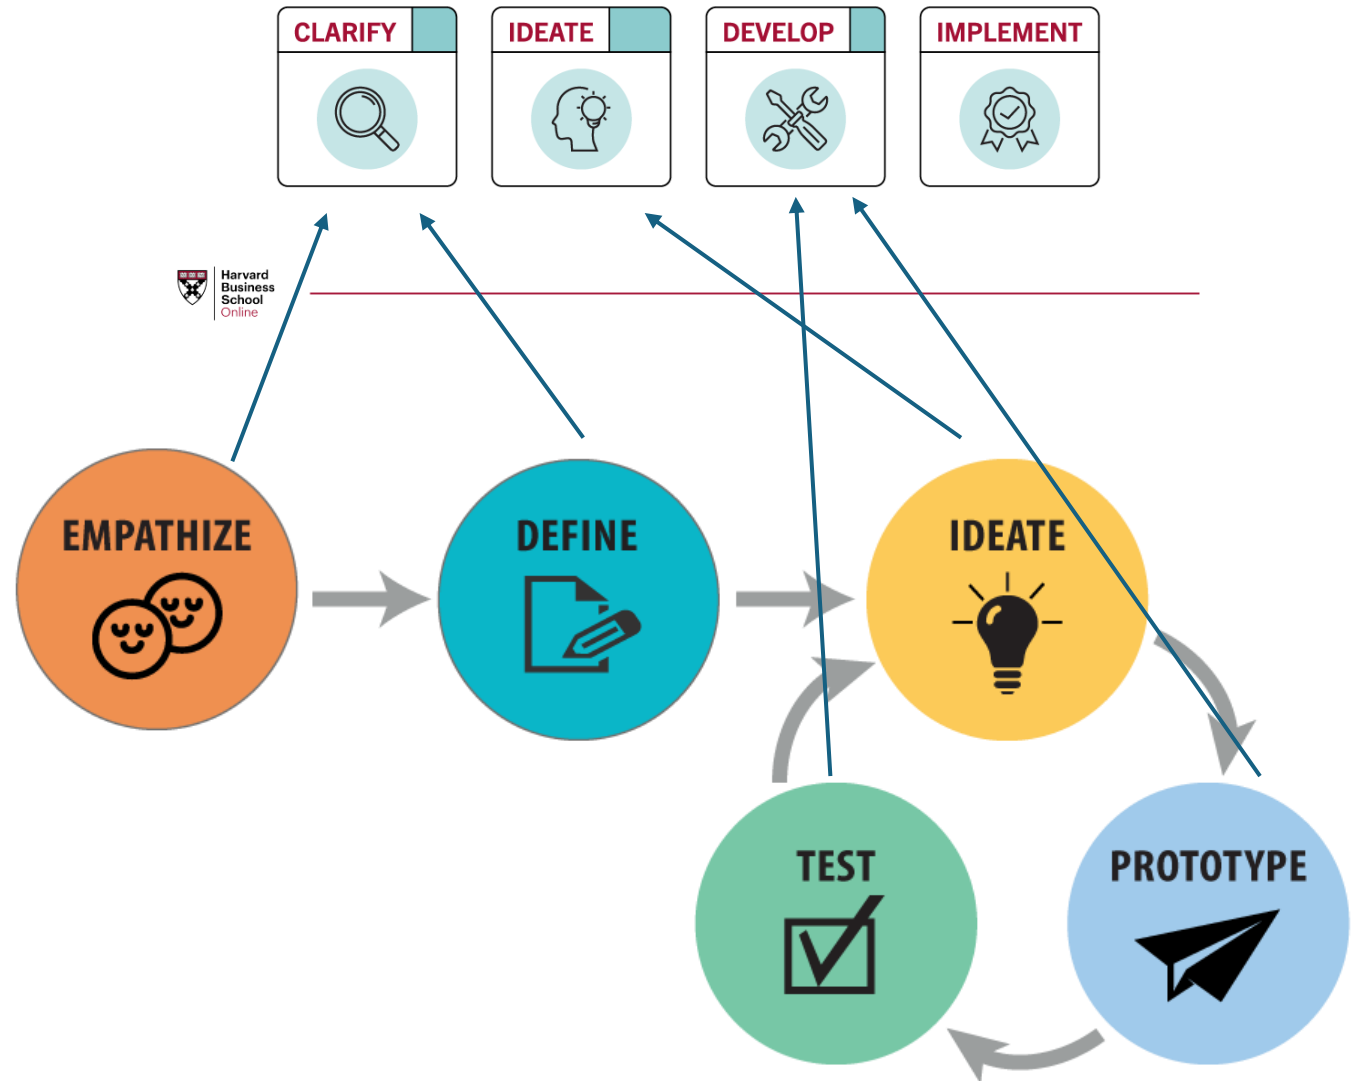 CLARIFY
IDEATE
DEVELOP
IMPLEMENT
Harvard
Business
School
Online
EMPATHIZE
DEFINE
IDEATE
TEST
PROTOTYPE